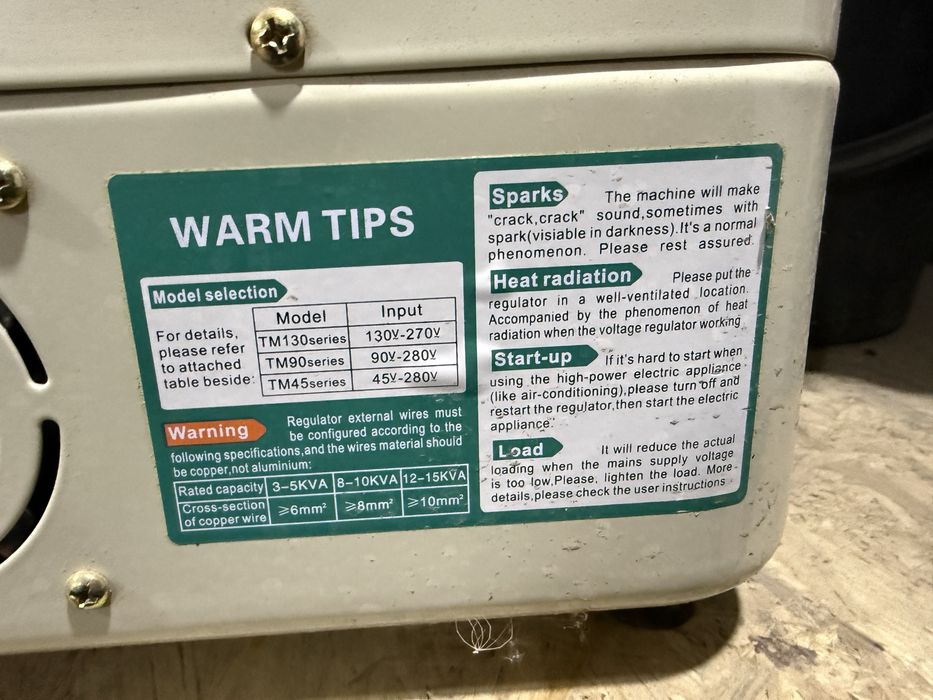 WARM TIPS
Model selection
For details,
please refer
to attached
table beside:
Model Input
TM130series 130V-270V
TM90series 90V-280V
TM45series 45V-280V
Warning Regulator external wires must
be configured according to the
following specifications,and the wires material should
be copper,not aluminium:
Rated capacity 3-5KVA 8-10KVA 12-15KVA
Cross-section
of copper wire ≥6mm² ≥8mm² ≥10mm²
Sparks The machine will make
"crack,crack" sound,sometimes with
spark(visiable in darkness).It's a normal
phenomenon. Please rest assured.
Heat radiation Please put the
regulator in a well-ventilated location.
Accompanied by the phenomenon of heat
radiation when the voltage regulator working.
Start-up If it's hard to start when
using the high-power electric appliance
(like air-conditioning),please turn off and
restart the regulator,then start the electric
appliance.
Load It will reduce the actual
loading when the mains supply voltage
is too low,Please, lighten the load. More
details,please check the user instructions